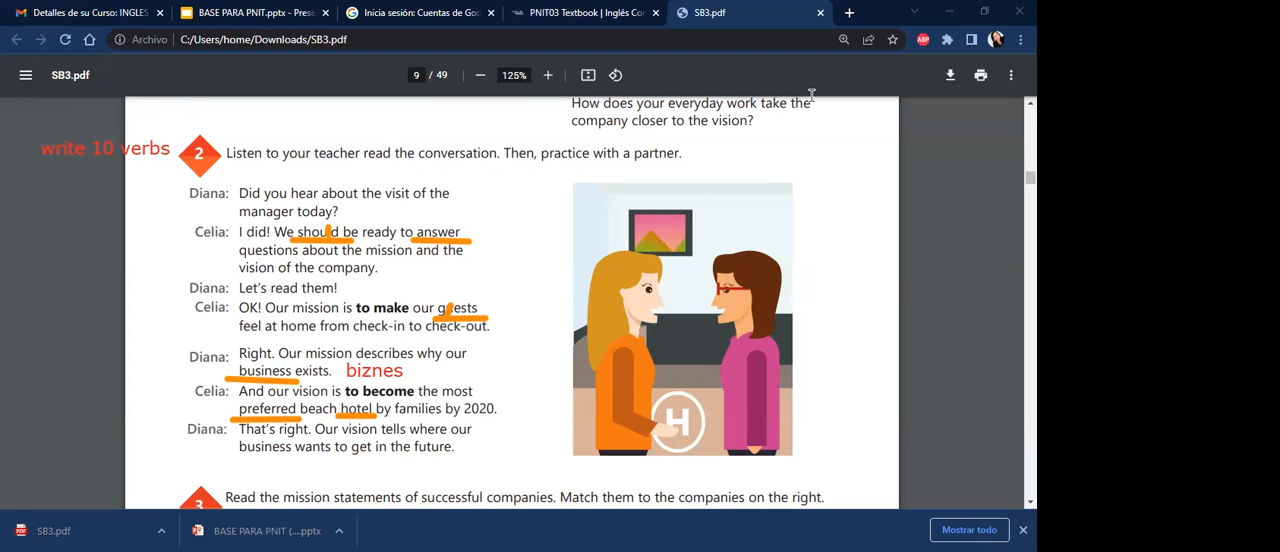 Detalles de su Curso: INGLES
BASE PARA PNIT.pptx - Prese
Inicia sesión: Cuentas de Goo
PNIT03 Textbook | Inglés Co
SB3.pdf
Archivo
C:/Users/home/Downloads/SB3.pdf
ABP
SB3.pdf
9 / 49
125%
How does your everyday work take the
company closer to the vision?
write 10 verbs
2 Listen to your teacher read the conversation. Then, practice with a partner.
Diana: Did you hear about the visit of the
manager today?
Celia: I did! We should be ready to answer
questions about the mission and the
vision of the company.
Diana: Let's read them!
Celia: OK! Our mission is to make our guests
feel at home from check-in to check-out.
Diana: Right. Our mission describes why our
business exists. biznes
Celia: And our vision is to become the most
preferred beach hotel by families by 2020.
Diana: That's right. Our vision tells where our
business wants to get in the future.
H
3 Read the mission statements of successful companies. Match them to the companies on the right.
SB3.pdf
BASE PARA PNIT (....pptx
Mostrar todo